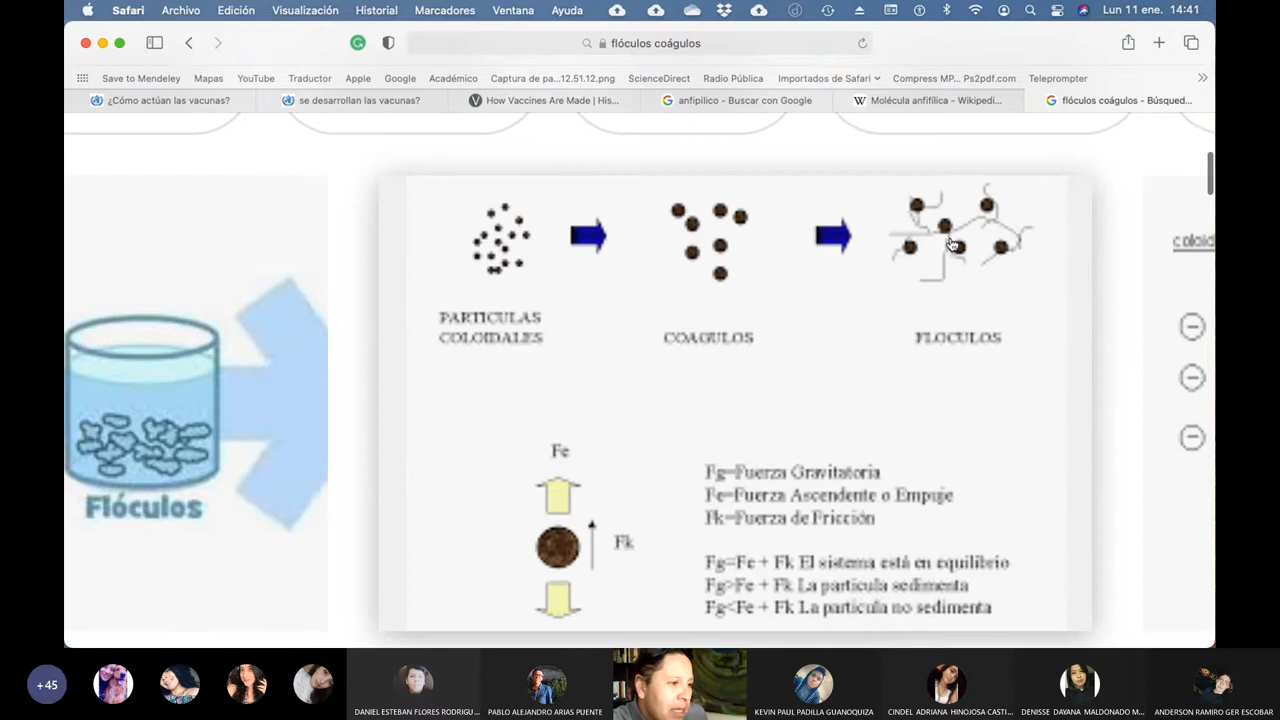 Safari Archivo Edición Visualización Historial Marcadores Ventana Ayuda Lun 11 ene. 14:41
flóculos coágulos
Save to Mendeley Mapas YouTube Traductor Apple Google Académico Captura de pa...12.51.12.png ScienceDirect Radio Pública Importados de Safari Compress MP... Ps2pdf.com Teleprompter
¿Cómo actúan las vacunas? se desarrollan las vacunas? How Vaccines Are Made | His... anfipilico - Buscar con Google Molécula anfifílica - Wikipedi... flóculos coágulos - Búsqued...
PARTICULAS
COLOIDALES
COAGULOS
FLOCULOS
coloid
Flóculos
Fe
Fk
Fg=Fuerza Gravitatoria
Fe=Fuerza Ascendente o Empuje
Fk=Fuerza de Fricción
Fg=Fe + Fk El sistema está en equilibrio
Fg>Fe + Fk La particula sedimenta
Fg<Fe + Fk La particula no sedimenta
+45
DANIEL ESTEBAN FLORES RODRIGU... PABLO ALEJANDRO ARIAS PUENTE KEVIN PAUL PADILLA GUANOQUIZA CINDEL ADRIANA HINOJOSA CASTI... DENISSE DAYANA MALDONADO M... ANDERSON RAMIRO GER ESCOBAR